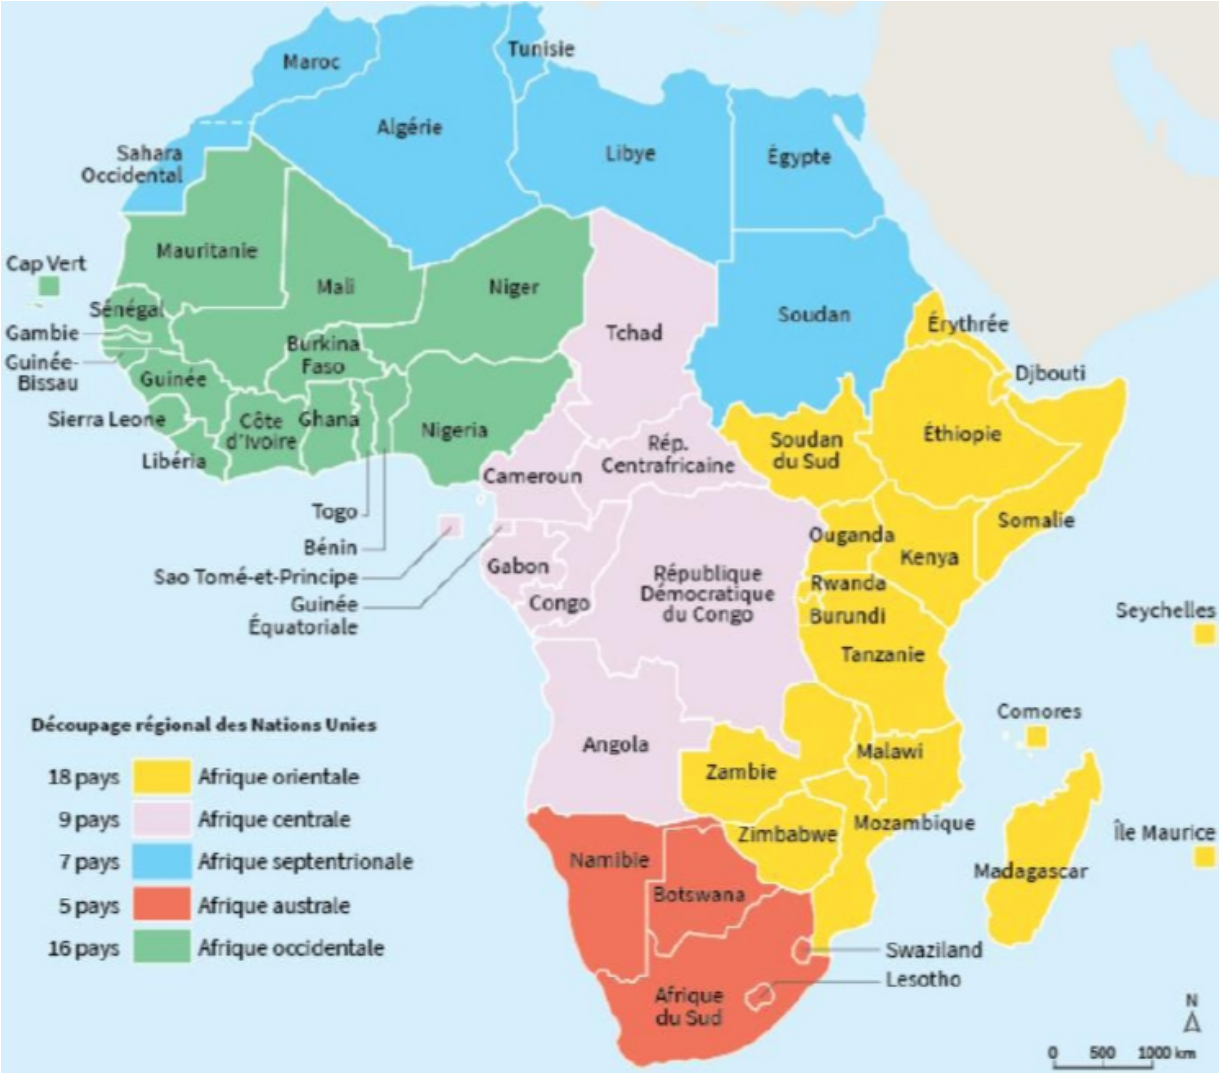 Tunisie
Maroc
Algérie
Sahara
Occidental
Libye
Égypte
Mauritanie
Cap Vert
Mali
Niger
Sénégal
Soudan
Érythrée
Gambie
Tchad
Burkina
Faso
Guinée-
Bissau
Djbouti
Guinée
Sierra Leone
Côte
d'Ivoire
Ghana
Nigeria
Éthiopie
Libéria
Rép.
Centrafricaine
Soudan
du Sud
Cameroun
Togo
Somalie
Bénin
Ouganda
Kenya
Sao Tomé-et-Principe
Gabon
République
Démocratique
du Congo
Rwanda
Guinée
Équatoriale
Congo
Burundi
Seychelles
Tanzanie
Comores
Découpage régional des Nations Unies
18 pays Afrique orientale
9 pays Afrique centrale
7 pays Afrique septentrionale
5 pays Afrique australe
16 pays Afrique occidentale
Angola
Malawi
Zambie
Mozambique
Zimbabwe
Île Maurice
Namibie
Madagascar
Botswana
Swaziland
Lesotho
Afrique
du Sud
N
0 500 1000 km